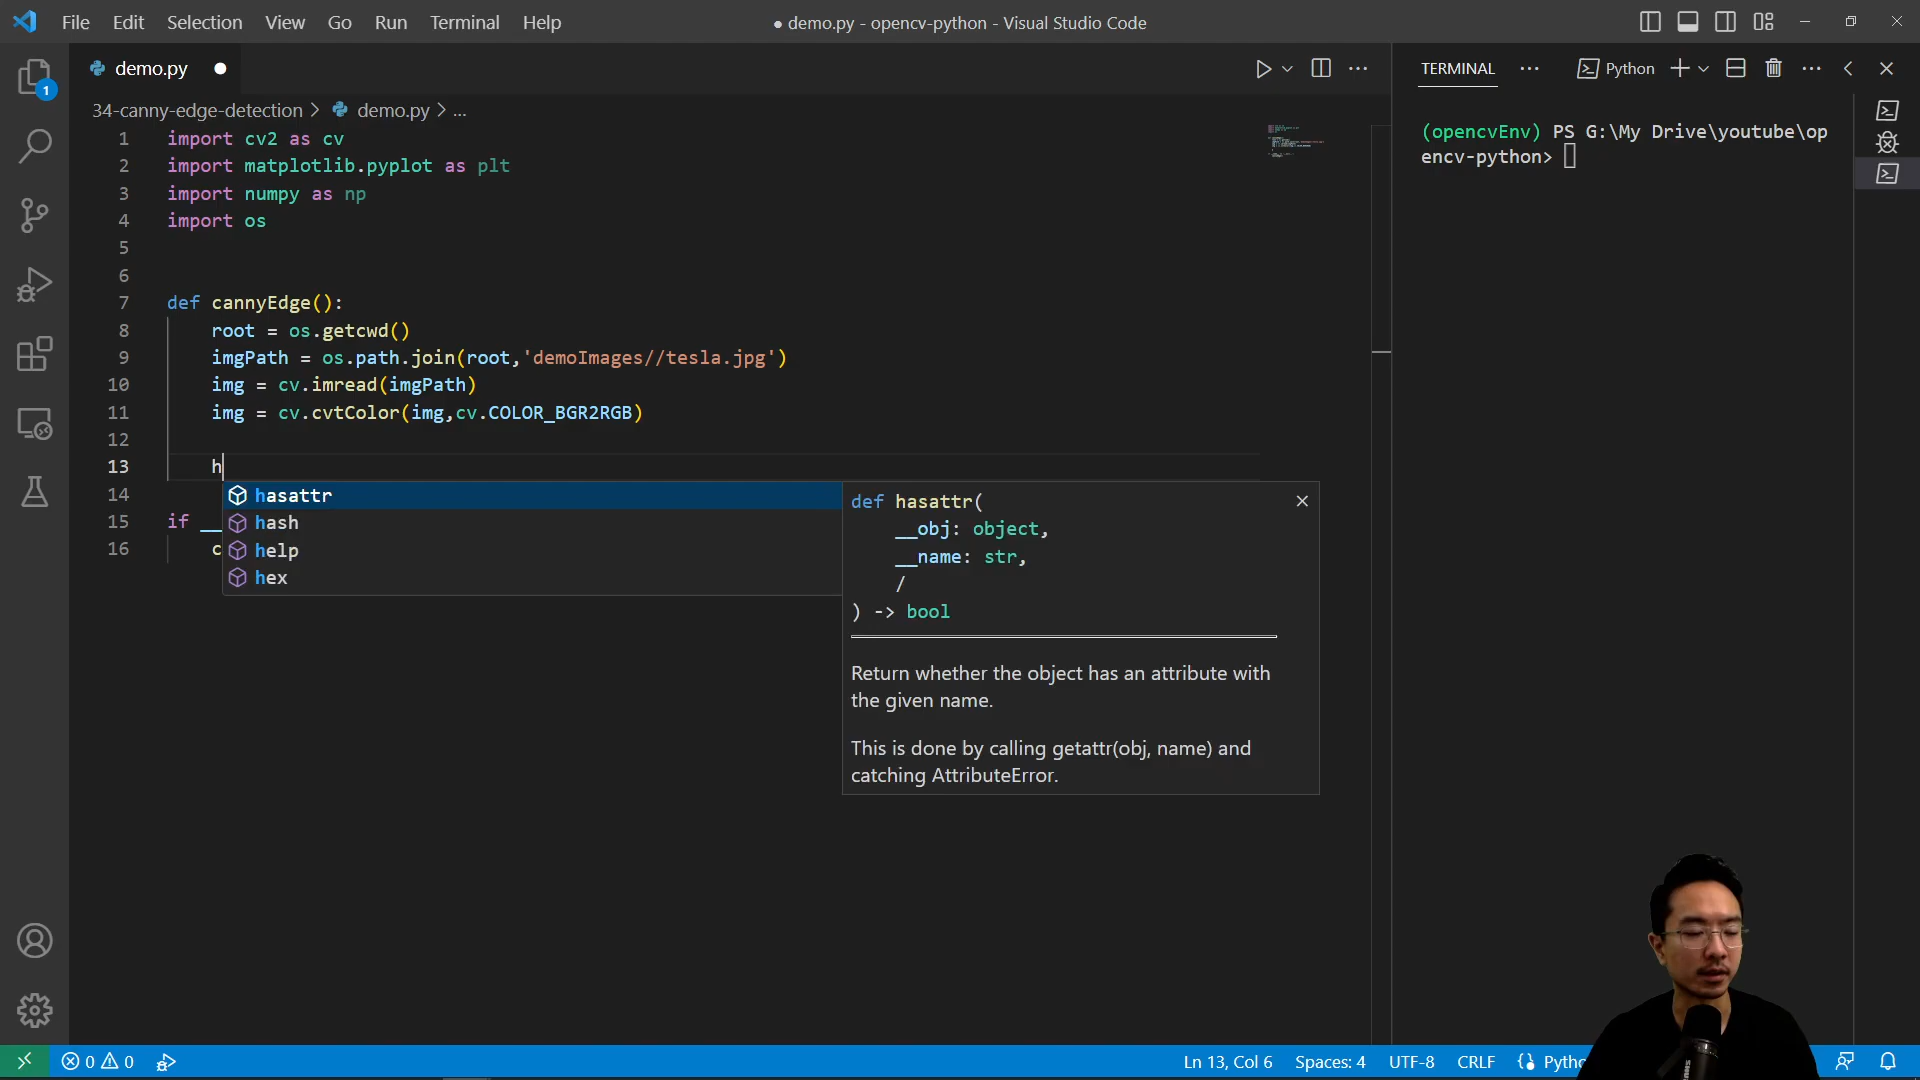 File Edit Selection View Go Run Terminal Help
● demo.py - opencv-python - Visual Studio Code
demo.py
34-canny-edge-detection > demo.py > ...
1 import cv2 as cv
2 import matplotlib.pyplot as plt
3 import numpy as np
4 import os
5
6
7 def cannyEdge():
8 root = os.getcwd()
9 imgPath = os.path.join(root,'demoImages//tesla.jpg')
10 img = cv.imread(imgPath)
11 img = cv.cvtColor(img,cv.COLOR_BGR2RGB)
12
13 h
14
15 if __
16 c
hasattr
hash
help
hex
def hasattr(
__obj: object,
__name: str,
/
) -> bool
Return whether the object has an attribute with
the given name.
This is done by calling getattr(obj, name) and
catching AttributeError.
TERMINAL
Python
(opencvEnv) PS G:\My Drive\youtube\op
encv-python>
1
0 0
Ln 13, Col 6 Spaces: 4 UTF-8 CRLF